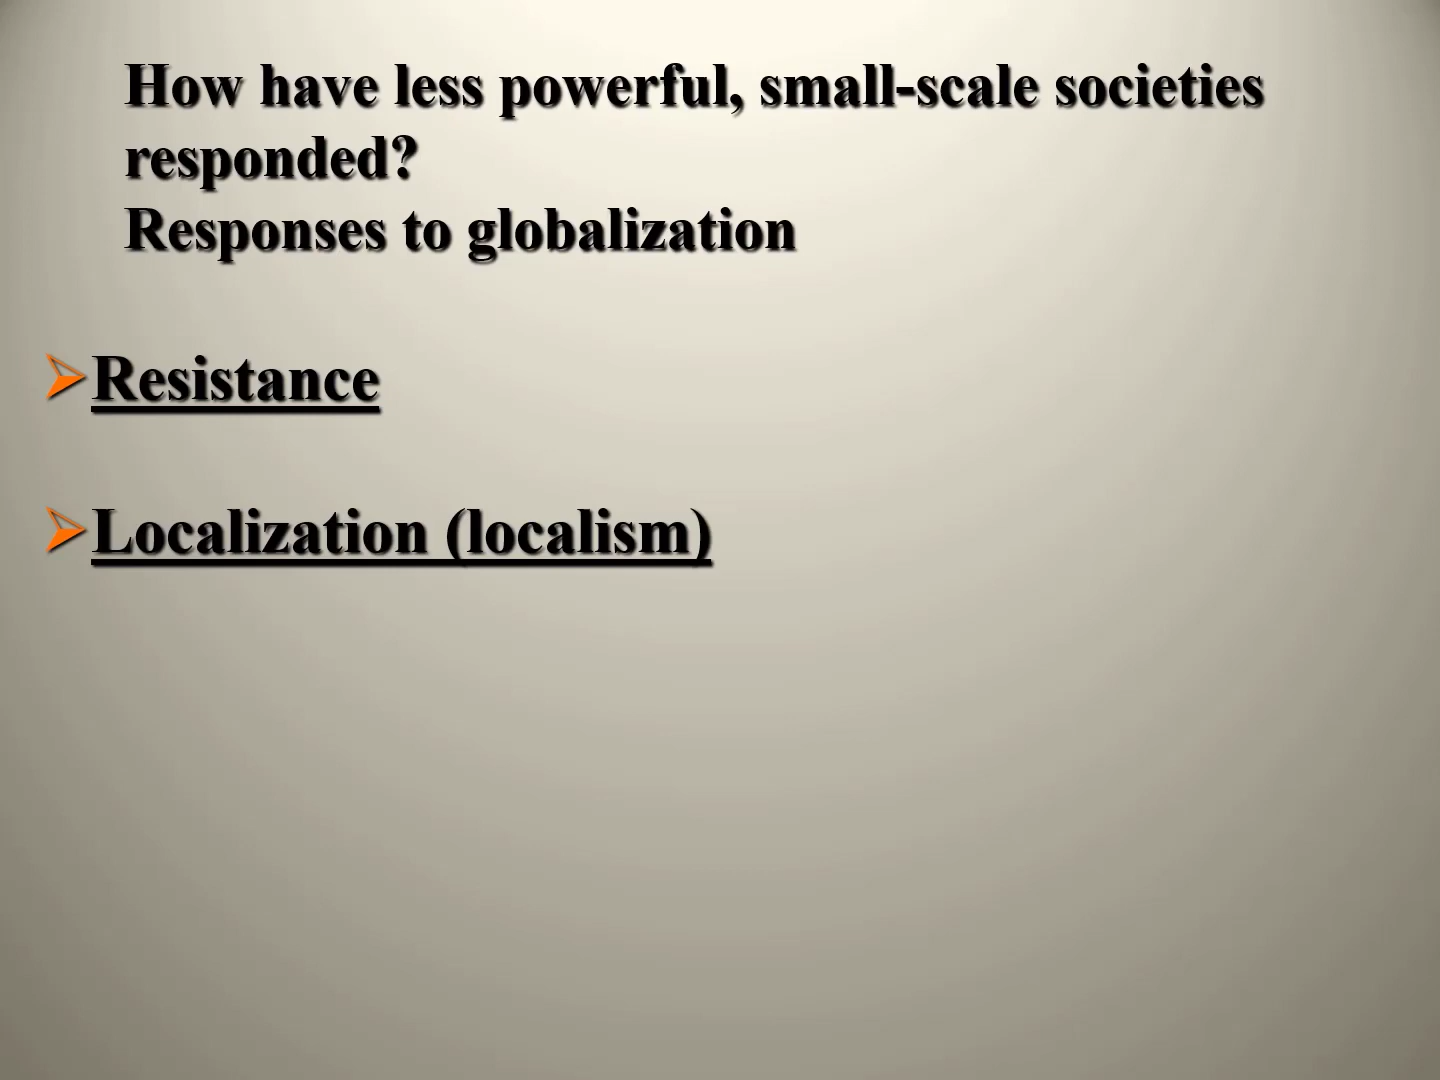 How have less powerful, small-scale societies
responded?
Responses to globalization
Resistance
Localization (localism)